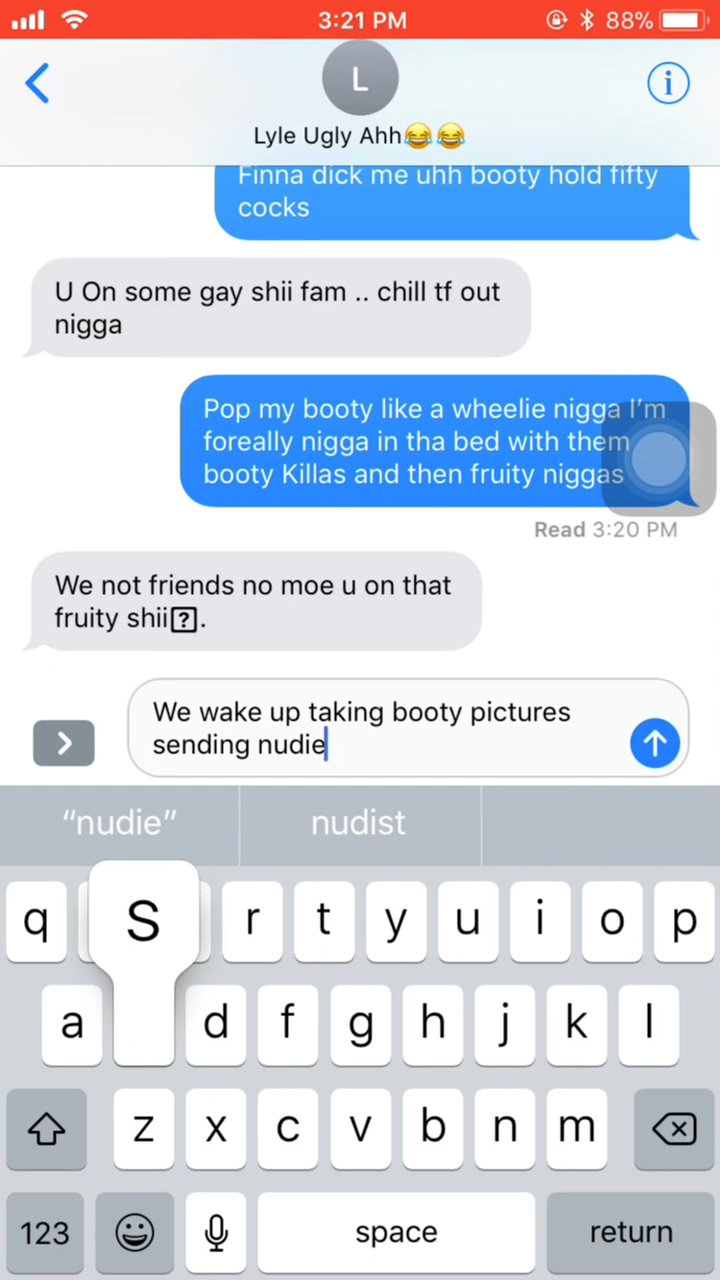 3:21 PM
88%
L
Lyle Ugly Ahh😂😂
Finna dick me uhh booty hold fifty
cocks
U On some gay shii fam .. chill tf out
nigga
Pop my booty like a wheelie nigga I'm
foreally nigga in tha bed with them
booty Killas and then fruity niggas
Read 3:20 PM
We not friends no moe u on that
fruity shii⍰.
We wake up taking booty pictures
sending nudie
"nudie" nudist
q S r t y u i o p
a d f g h j k l
z x c v b n m
123 space return